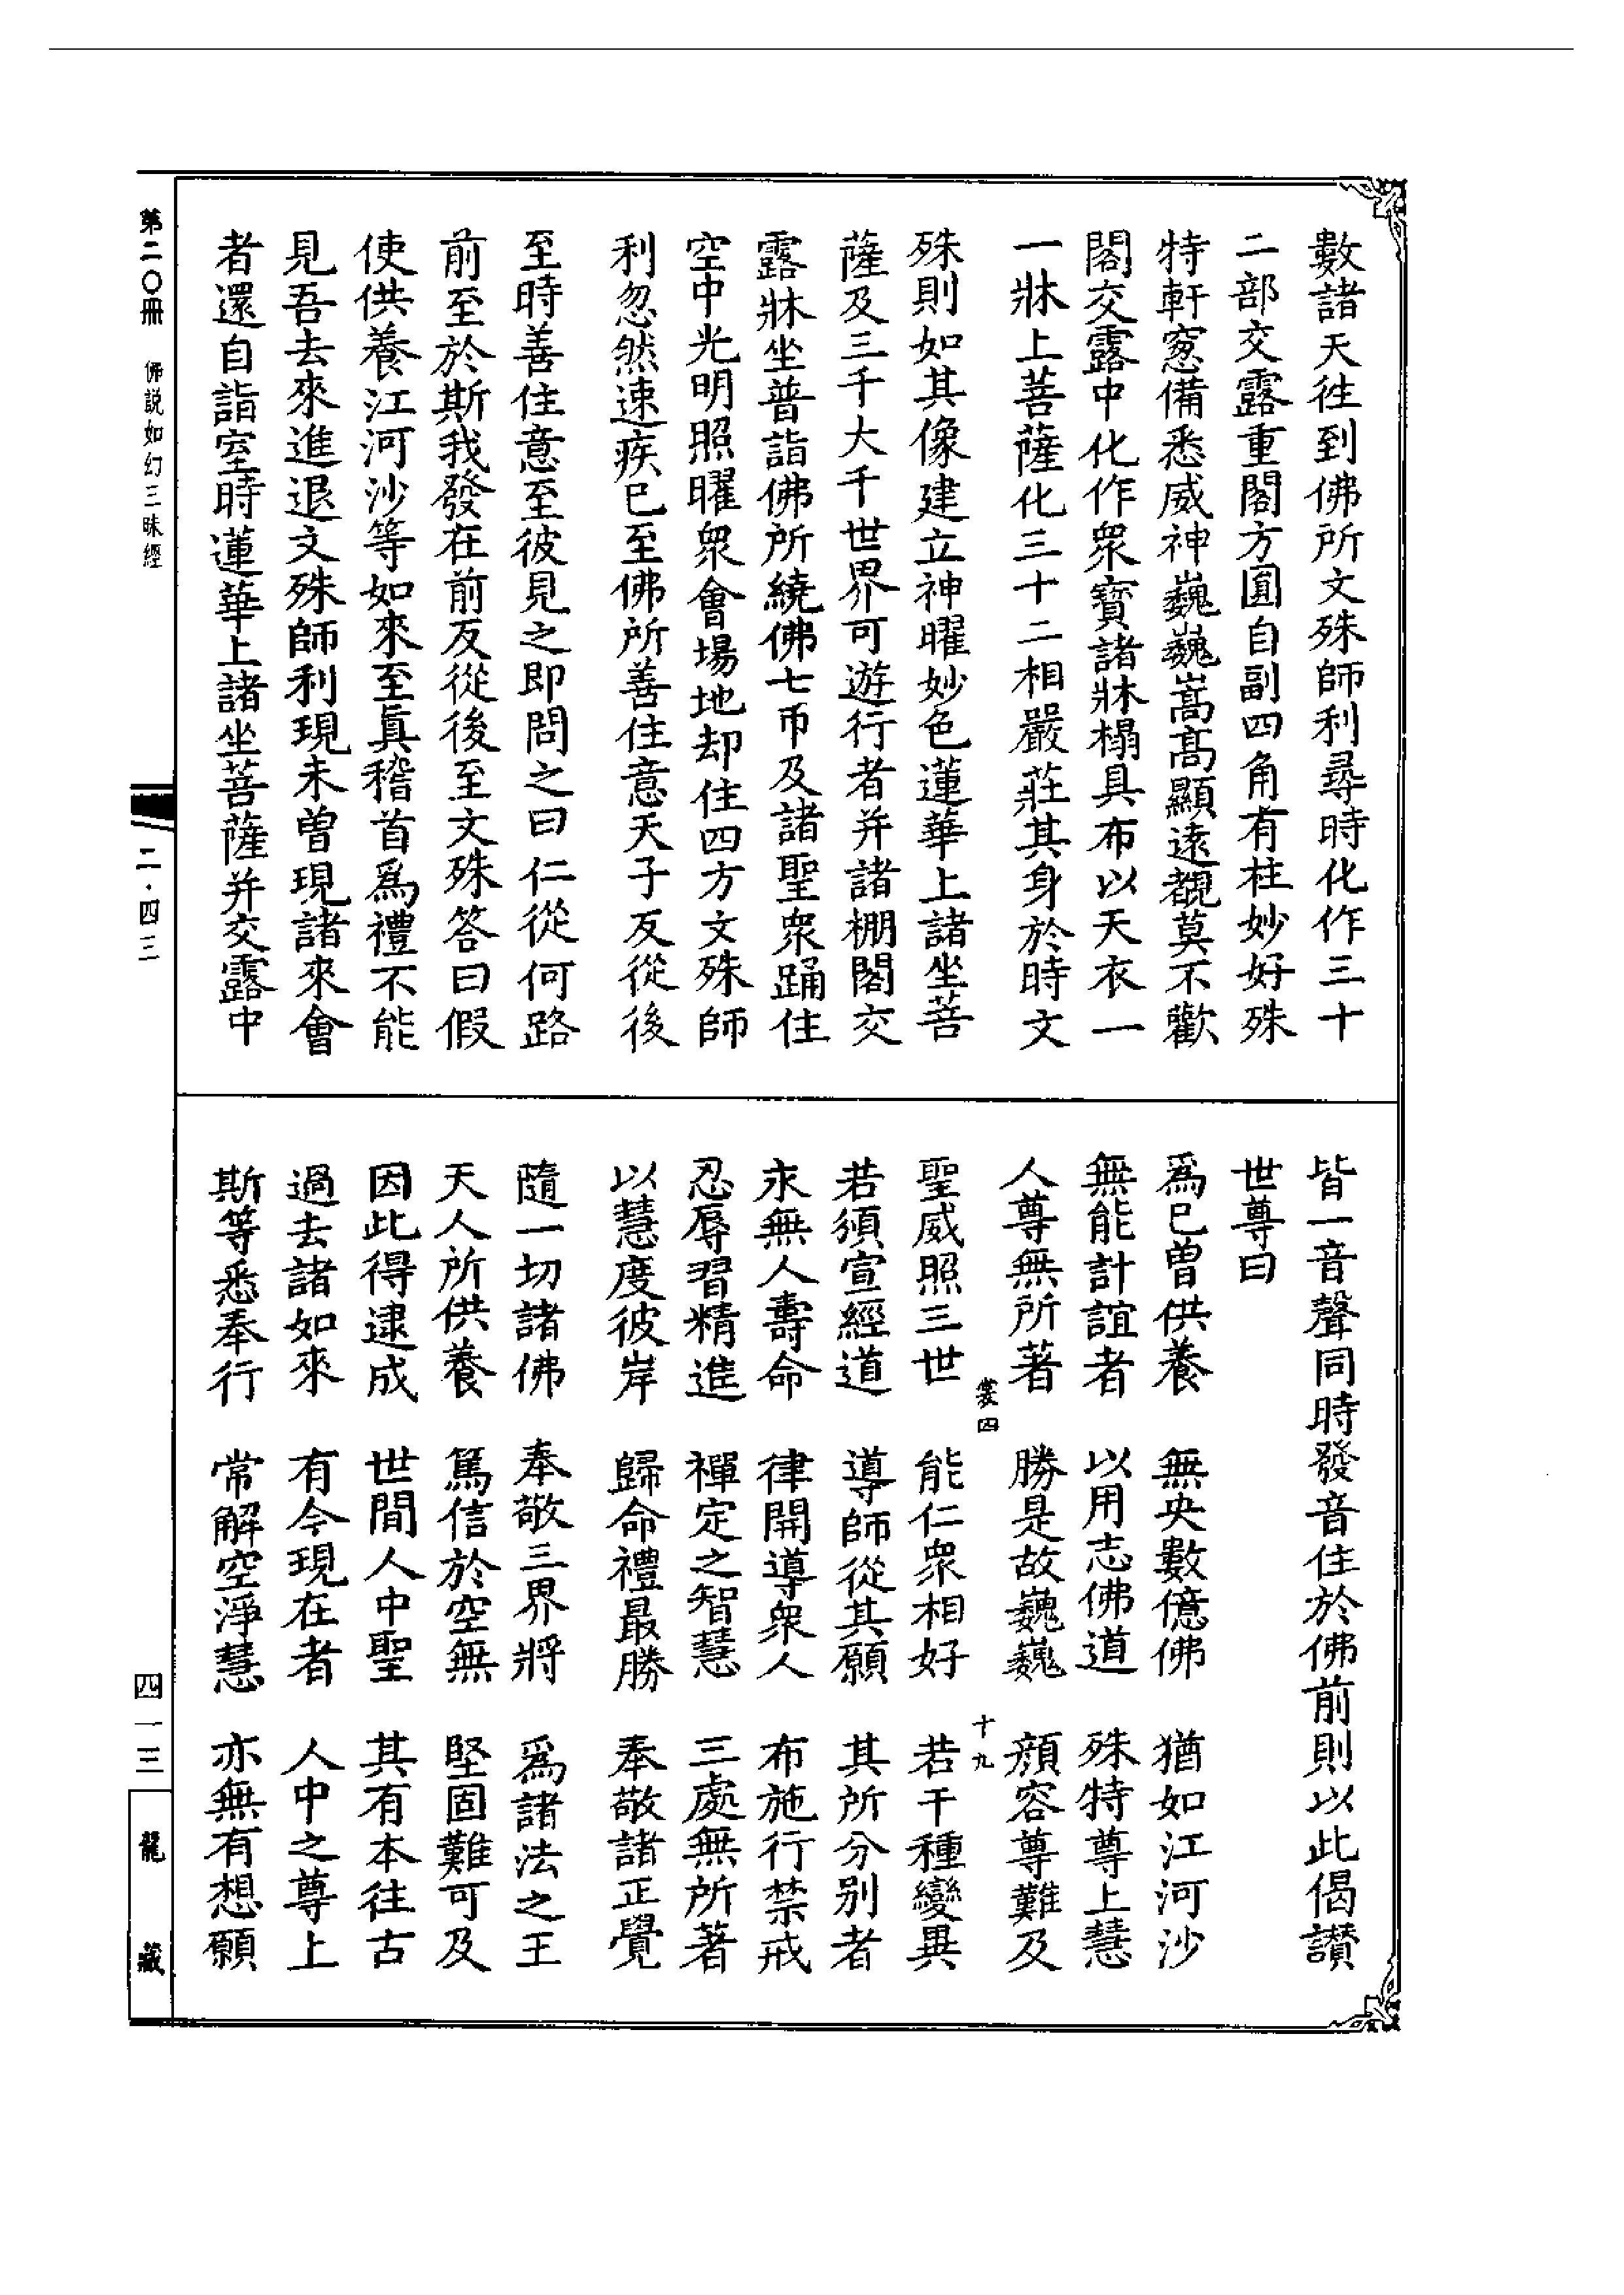 數諸天徃到佛所文殊師利尋時化作三十
二部交露重閣方圓自副四角有柱妙好殊
特軒窓備悉威神巍巍嵩高顯遠覩莫不歡
閣交露中化作衆寳諸牀榻具布以天衣一
一牀上菩薩化三十二相嚴莊其身於時文
殊則如其像建立神曜妙色蓮華上諸坐菩
薩及三千大千世界可遊行者并諸棚閣交
露牀坐普詣佛所繞佛七帀及諸聖衆踊住
空中光明照曜衆會場地却住四方文殊師
利忽然速疾已至佛所善住意天子反從後
至時善住意至彼見之即問之曰仁從何路
前至於斯我發在前反從後至文殊答曰假
使供養江河沙等如來至眞稽首爲禮不能
見吾去來進退文殊師利現未曽現諸來會
者還自詣室時蓮華上諸坐菩薩并交露中
皆一音聲同時發音住於佛前則以此偈讃
世尊曰
爲已曽供養　無央數億佛　猶如江河沙
無能計誼者　以用志佛道　殊特尊上慧
人尊無所著　勝是故巍巍　顔容尊難及
裳四　十九
聖威照三世　能仁衆相好　若干種變異
若須宣經道　導師從其願　其所分别者
永無人壽命　律開導衆人　布施行禁戒
忍辱習精進　禪定之智慧　三處無所著
以慧度彼岸　歸命禮最勝　奉敬諸正覺
隨一切諸佛　奉敬三界將　爲諸法之王
天人所供養　篤信於空無　堅固難可及
因此得逮成　世間人中聖　其有本往古
過去諸如來　有今現在者　人中之尊上
斯等悉奉行　常解空淨慧　亦無有想願
第二〇冊　佛説如幻三昧經
二·四三
四一三
龍藏